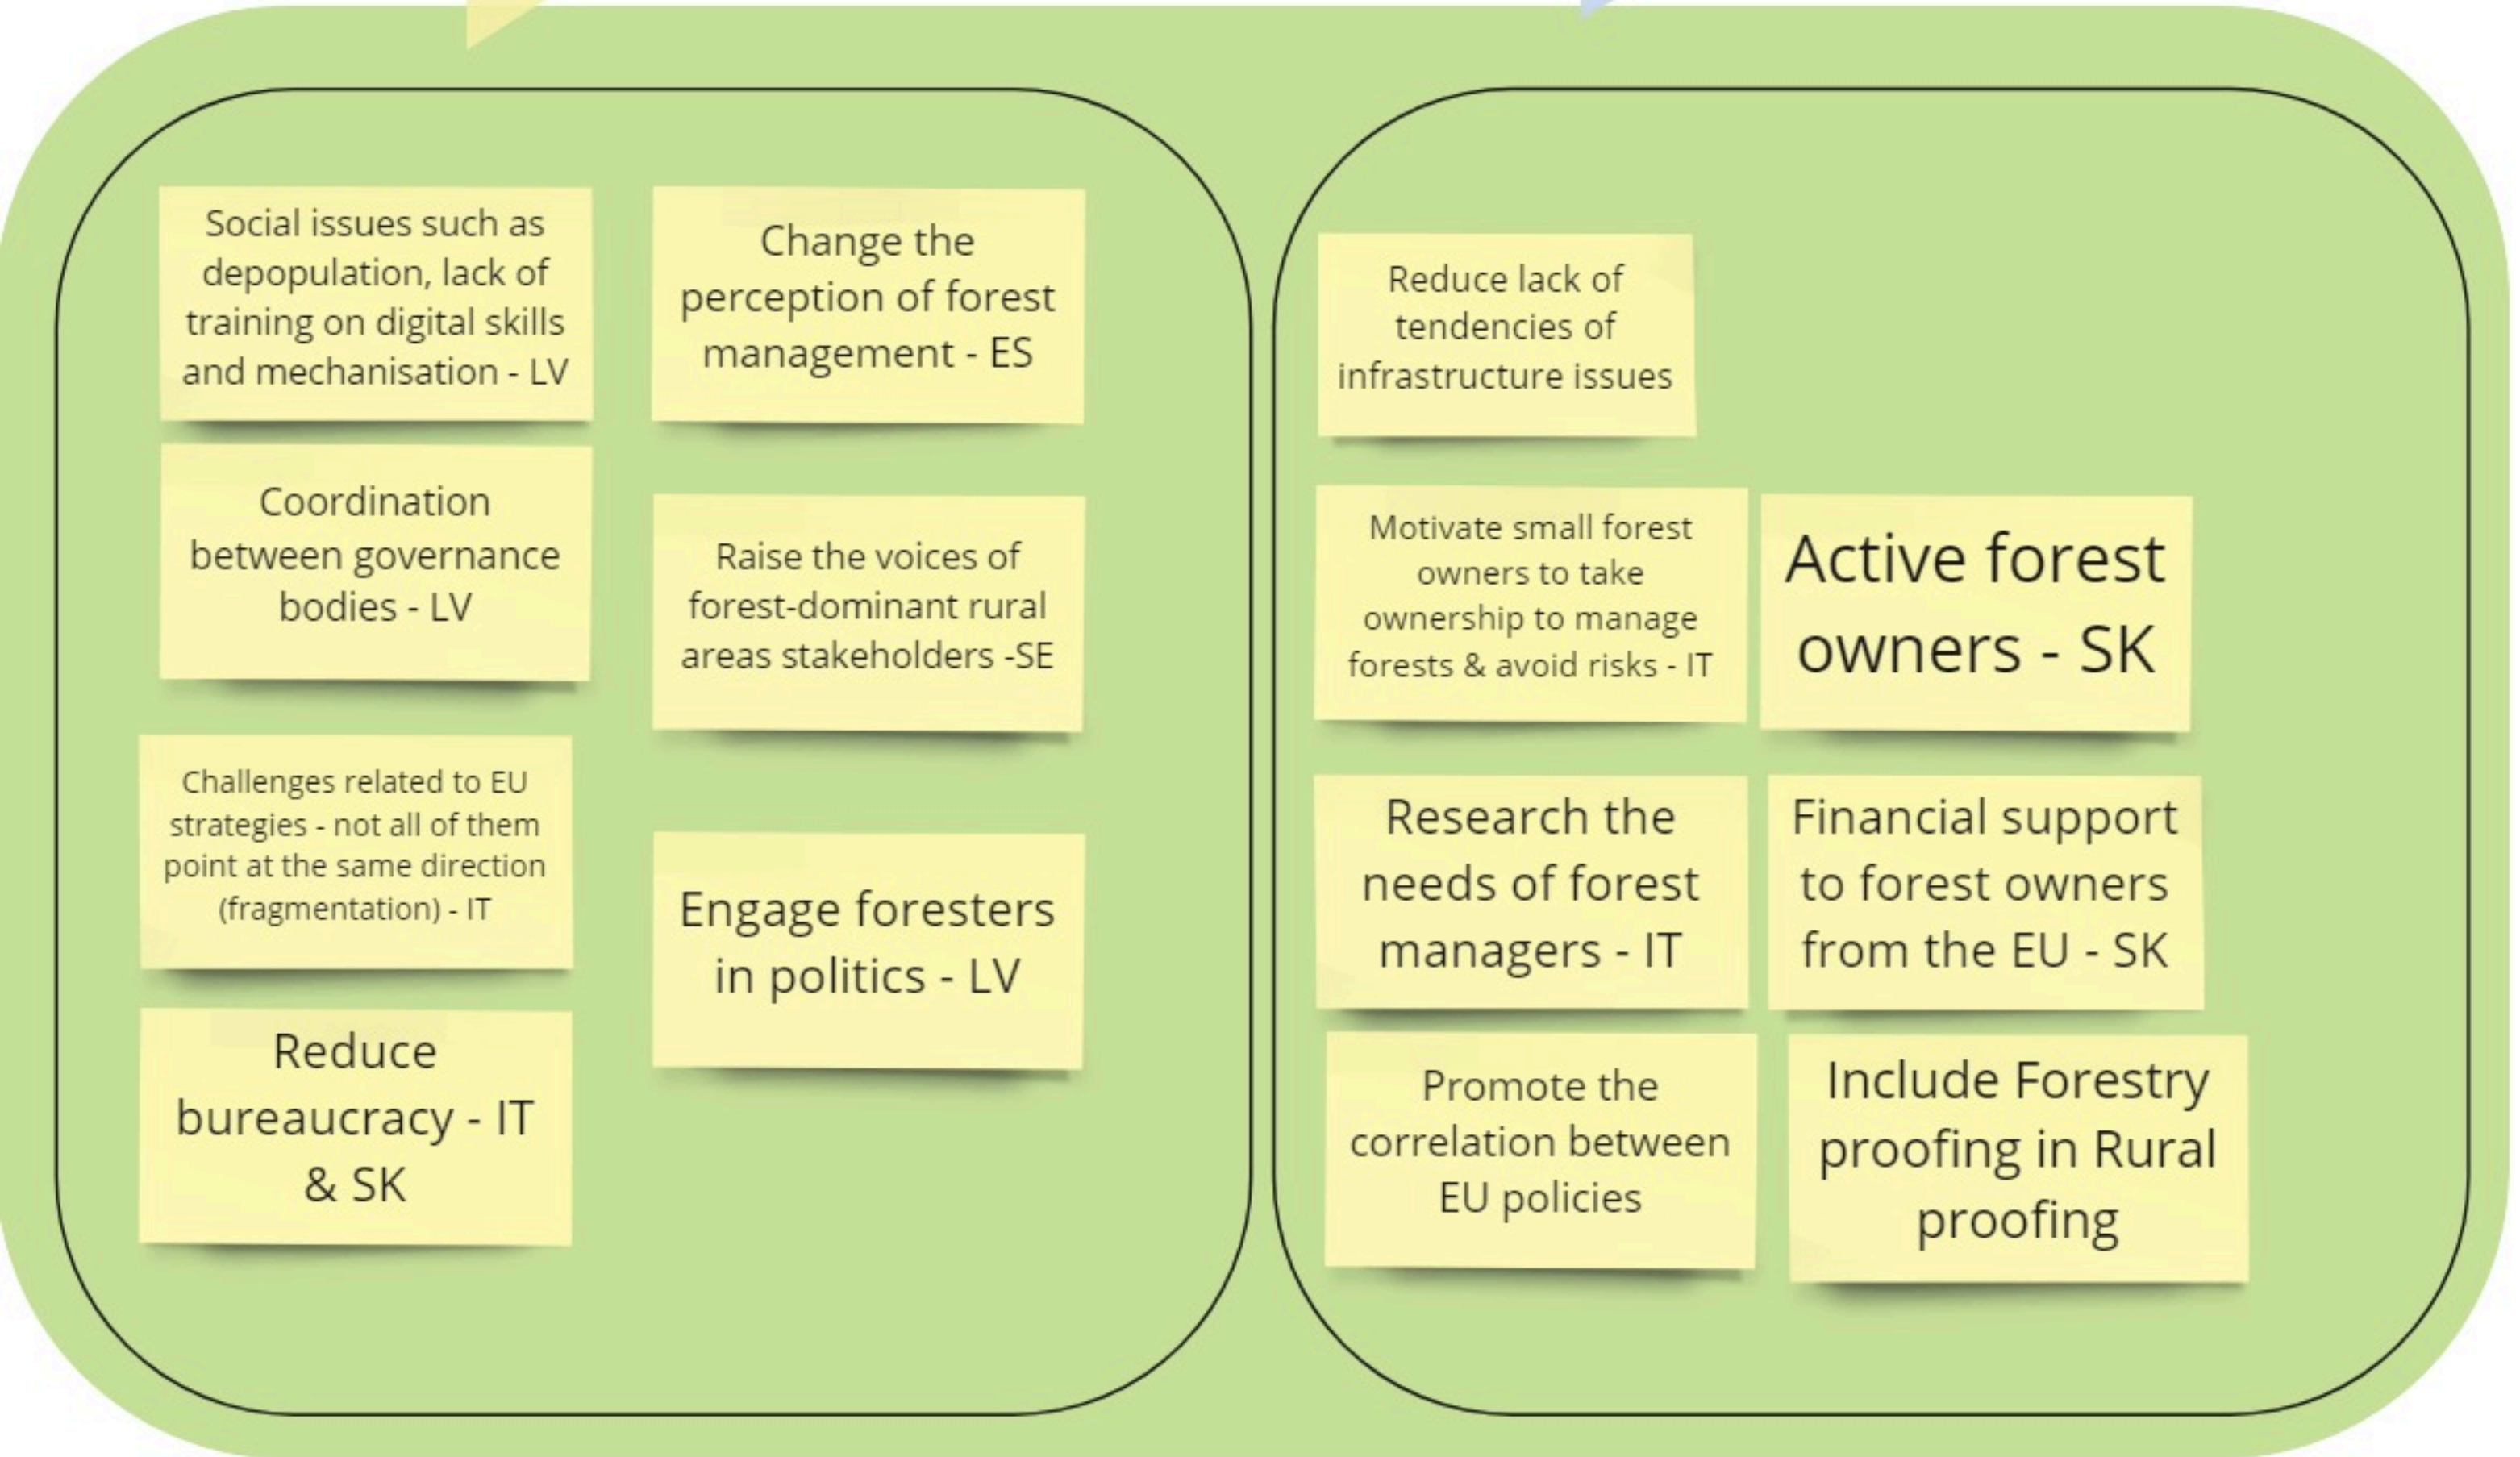 Social issues such as
depopulation, lack of
training on digital skills
and mechanisation - LV
Change the
perception of forest
management - ES
Coordination
between governance
bodies - LV
Raise the voices of
forest-dominant rural
areas stakeholders -SE
Challenges related to EU
strategies - not all of them
point at the same direction
(fragmentation) - IT
Engage foresters
in politics - LV
Reduce
bureaucracy - IT
& SK
Reduce lack of
tendencies of
infrastructure issues
Motivate small forest
owners to take
ownership to manage
forests & avoid risks - IT
Active forest
owners - SK
Research the
needs of forest
managers - IT
Financial support
to forest owners
from the EU - SK
Promote the
correlation between
EU policies
Include Forestry
proofing in Rural
proofing